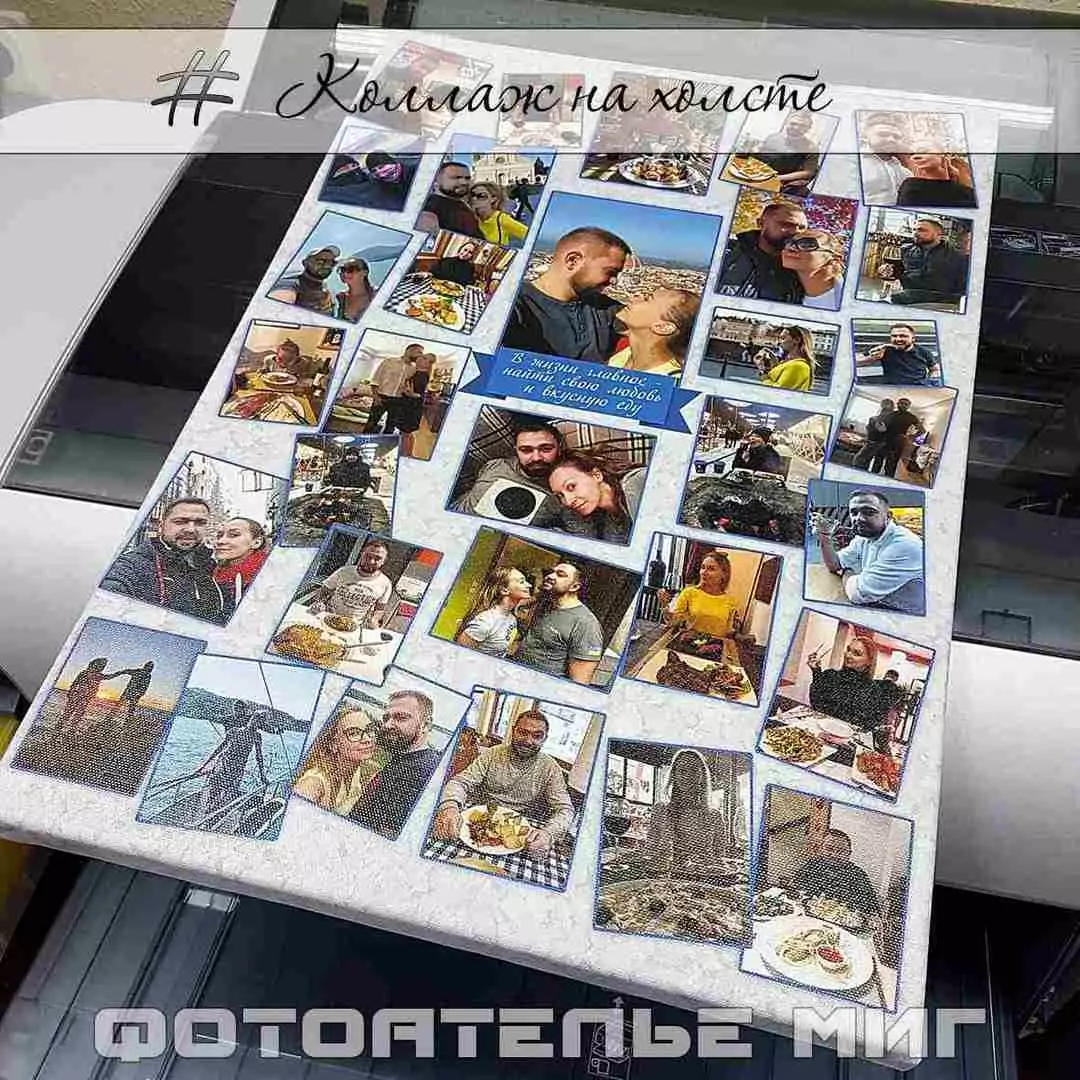 # Коллаж на холсте
В жизни главное -
найти свою любовь
и вкусную еду
ФОТОАТЕЛЬЕ МИГ